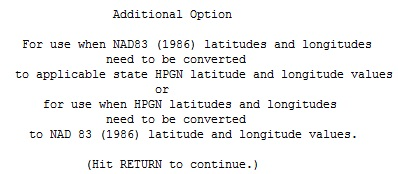 Additional Option
For use when NAD83 (1986) latitudes and longitudes
need to be converted
to applicable state HPGN latitude and longitude values
or
for use when HPGN latitudes and longitudes
need to be converted
to NAD 83 (1986) latitude and longitude values.
(Hit RETURN to continue.)